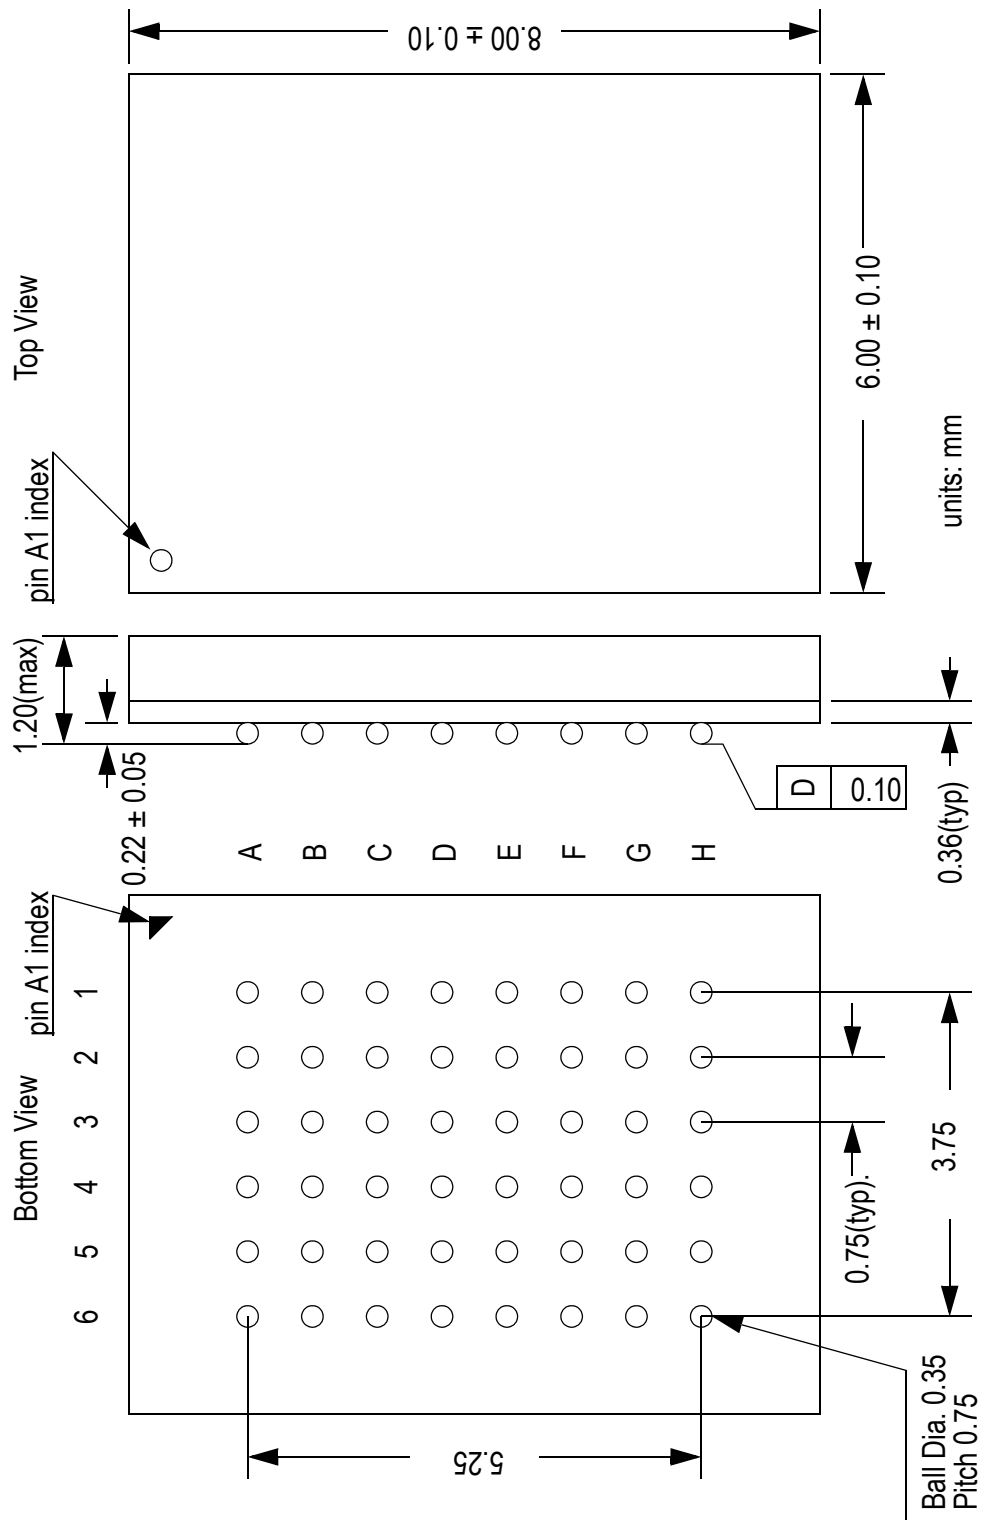 Top View
8.00 ± 0.10
pin A1 index
6.00 ± 0.10
units: mm
1.20(max)
0.22 ± 0.05
D 0.10
0.36(typ)
Bottom View
pin A1 index
A B C D E F G H
1 2 3 4 5 6
0.75(typ).
3.75
5.25
Ball Dia. 0.35
Pitch 0.75